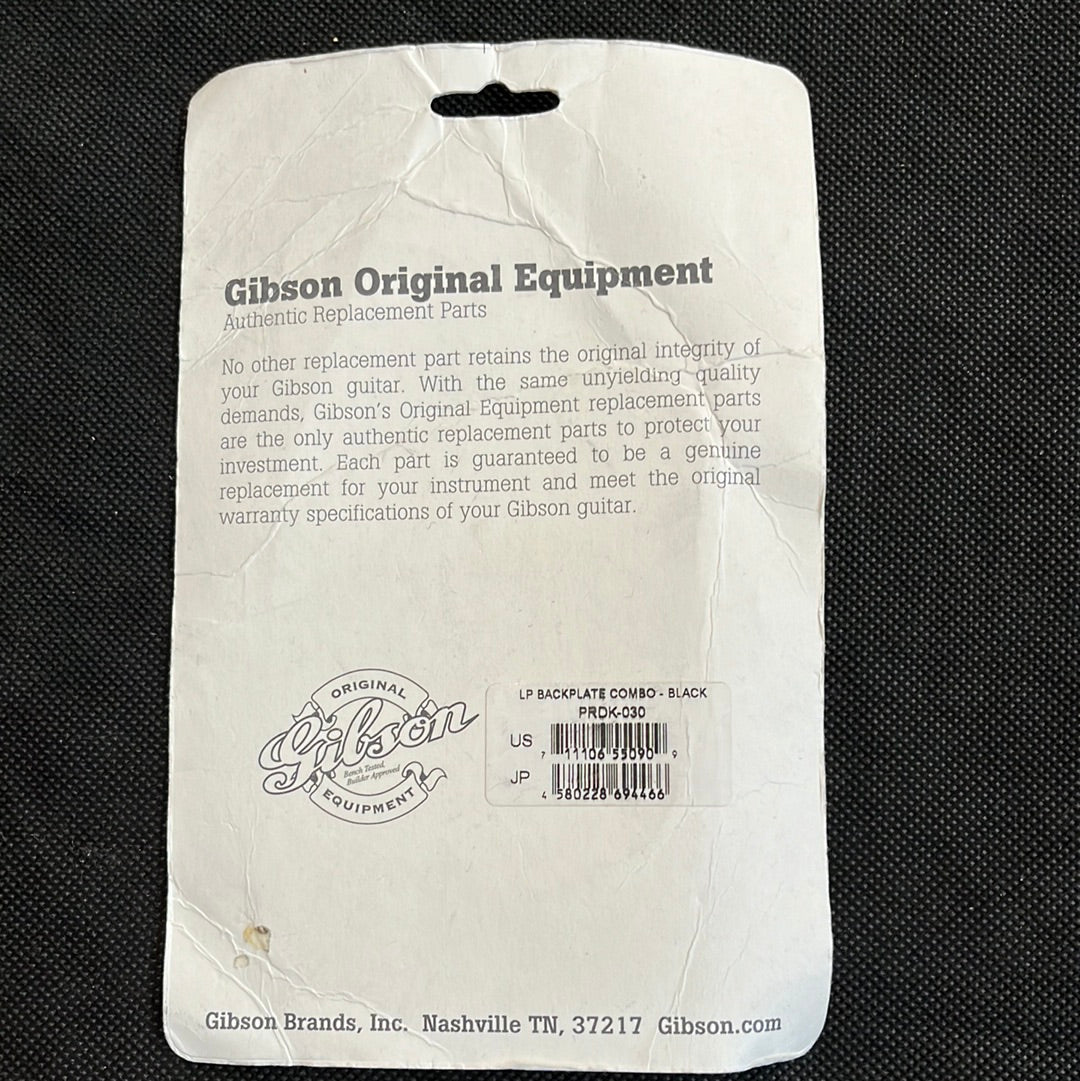 Gibson Original Equipment
Authentic Replacement Parts
No other replacement part retains the original integrity of
your Gibson guitar. With the same unyielding quality
demands, Gibson's Original Equipment replacement parts
are the only authentic replacement parts to protect your
investment. Each part is guaranteed to be a genuine
replacement for your instrument and meet the original
warranty specifications of your Gibson guitar.
ORIGINAL
Gibson
Bench Tested,
Builder Approved
EQUIPMENT
LP BACKPLATE COMBO - BLACK
PRDK-030
US
7 11106 55090 9
JP
4 580228 694466
Gibson Brands, Inc. Nashville TN, 37217 Gibson.com